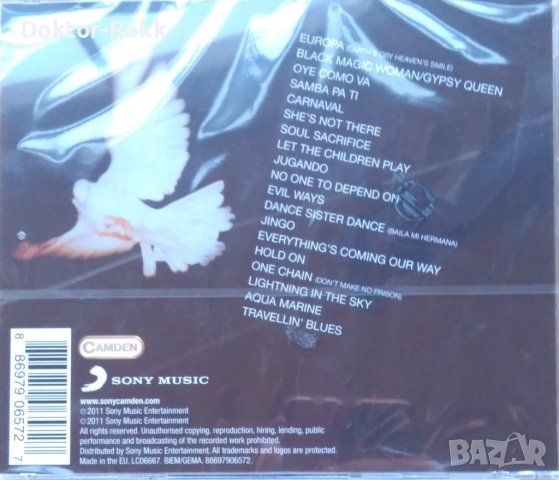 Doktor-Rokk
EUROPA (EARTH'S CRY HEAVEN'S SMILE)
BLACK MAGIC WOMAN/GYPSY QUEEN
OYE COMO VA
SAMBA PA TI
CARNAVAL
SHE'S NOT THERE
SOUL SACRIFICE
LET THE CHILDREN PLAY
JUGANDO
NO ONE TO DEPEND ON
EVIL WAYS
DANCE SISTER DANCE (BAILA MI HERMANA)
JINGO
EVERYTHING'S COMING OUR WAY
HOLD ON
ONE CHAIN (DON'T MAKE NO PRISON)
LIGHTNING IN THE SKY
AQUA MARINE
TRAVELLIN' BLUES
8 86979 06572 7
CAMDEN
SONY MUSIC
www.sonycamden.com
℗ 2011 Sony Music Entertainment
© 2011 Sony Music Entertainment
All rights reserved. Unauthorised copying, reproduction, hiring, lending, public
performance and broadcasting of the recorded work prohibited.
Distributed by Sony Music Entertainment. All trademarks and logos are protected.
Made in the EU. LC06667. BIEM/GEMA. 88697906572.
BAZAR